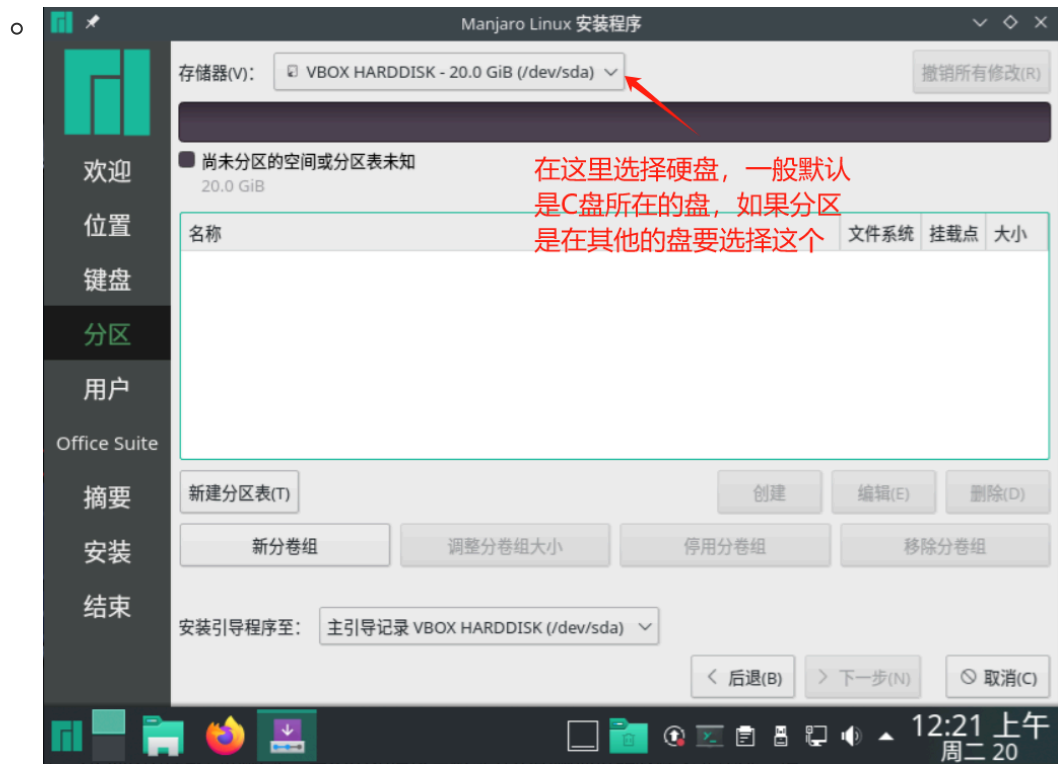 Manjaro Linux 安装程序
存储器(V): VBOX HARDDISK - 20.0 GiB (/dev/sda) 撤销所有修改(R)
尚未分区的空间或分区表未知
20.0 GiB
在这里选择硬盘，一般默认
是C盘所在的盘，如果分区
是在其他的盘要选择这个
名称 文件系统 挂载点 大小
欢迎
位置
键盘
分区
用户
Office Suite
摘要
安装
结束
新建分区表(T) 创建 编辑(E) 删除(D)
新分卷组 调整分卷组大小 停用分卷组 移除分卷组
安装引导程序至: 主引导记录 VBOX HARDDISK (/dev/sda)
后退(B) 下一步(N) 取消(C)
12:21 上午
周二 20